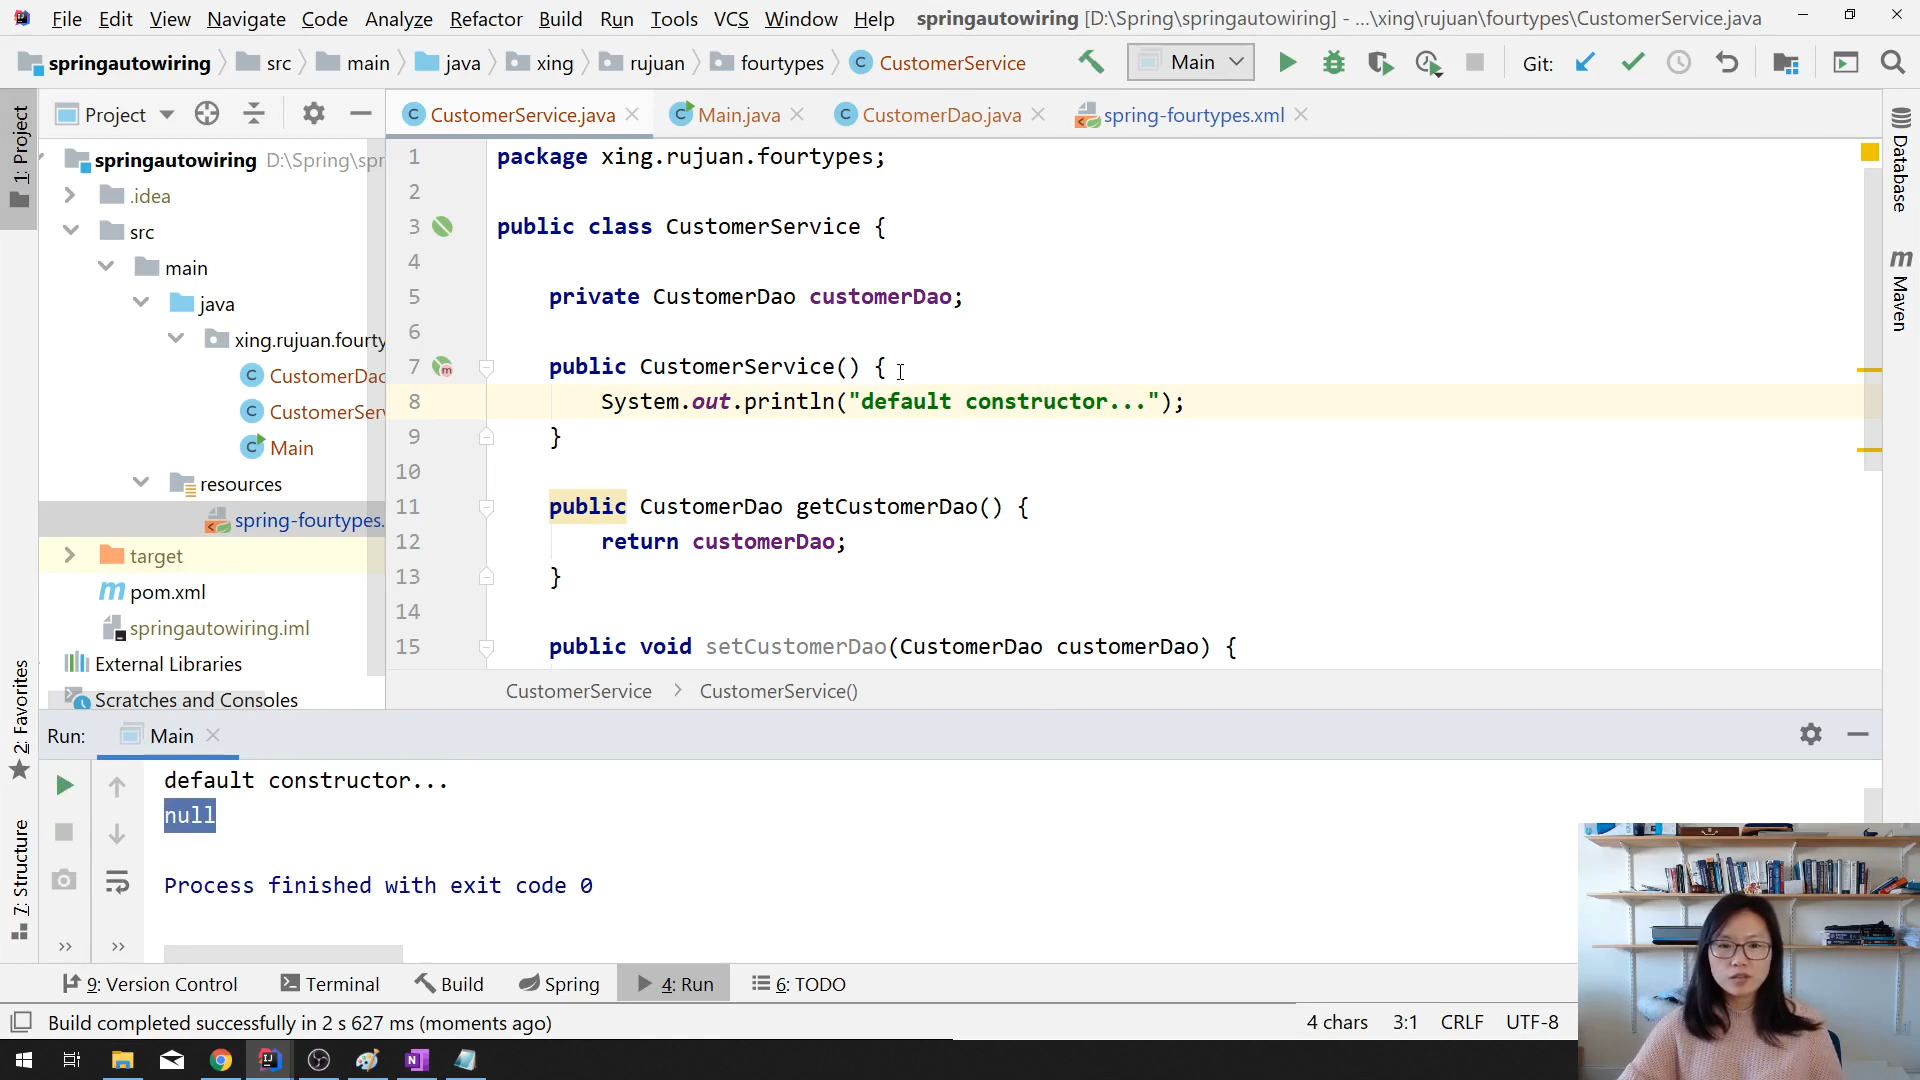 File Edit View Navigate Code Analyze Refactor Build Run Tools VCS Window Help springautowiring [D:\Spring\springautowiring] - ...\xing\rujuan\fourtypes\CustomerService.java
springautowiring src main java xing rujuan fourtypes CustomerService Main Git:
Project CustomerService.java Main.java CustomerDao.java spring-fourtypes.xml
1: Project
springautowiring D:\Spring\spr
.idea
src
main
java
xing.rujuan.fourty
CustomerDao
CustomerServ
Main
resources
spring-fourtypes.
target
pom.xml
springautowiring.iml
External Libraries
Scratches and Consoles
1 package xing.rujuan.fourtypes;
2
3 public class CustomerService {
4
5 private CustomerDao customerDao;
6
7 public CustomerService() {
8 System.out.println("default constructor...");
9 }
10
11 public CustomerDao getCustomerDao() {
12 return customerDao;
13 }
14
15 public void setCustomerDao(CustomerDao customerDao) {
CustomerService CustomerService()
Database
m Maven
2: Favorites
7: Structure
Run: Main
default constructor...
null
Process finished with exit code 0
9: Version Control Terminal Build Spring 4: Run 6: TODO
Build completed successfully in 2 s 627 ms (moments ago) 4 chars 3:1 CRLF UTF-8